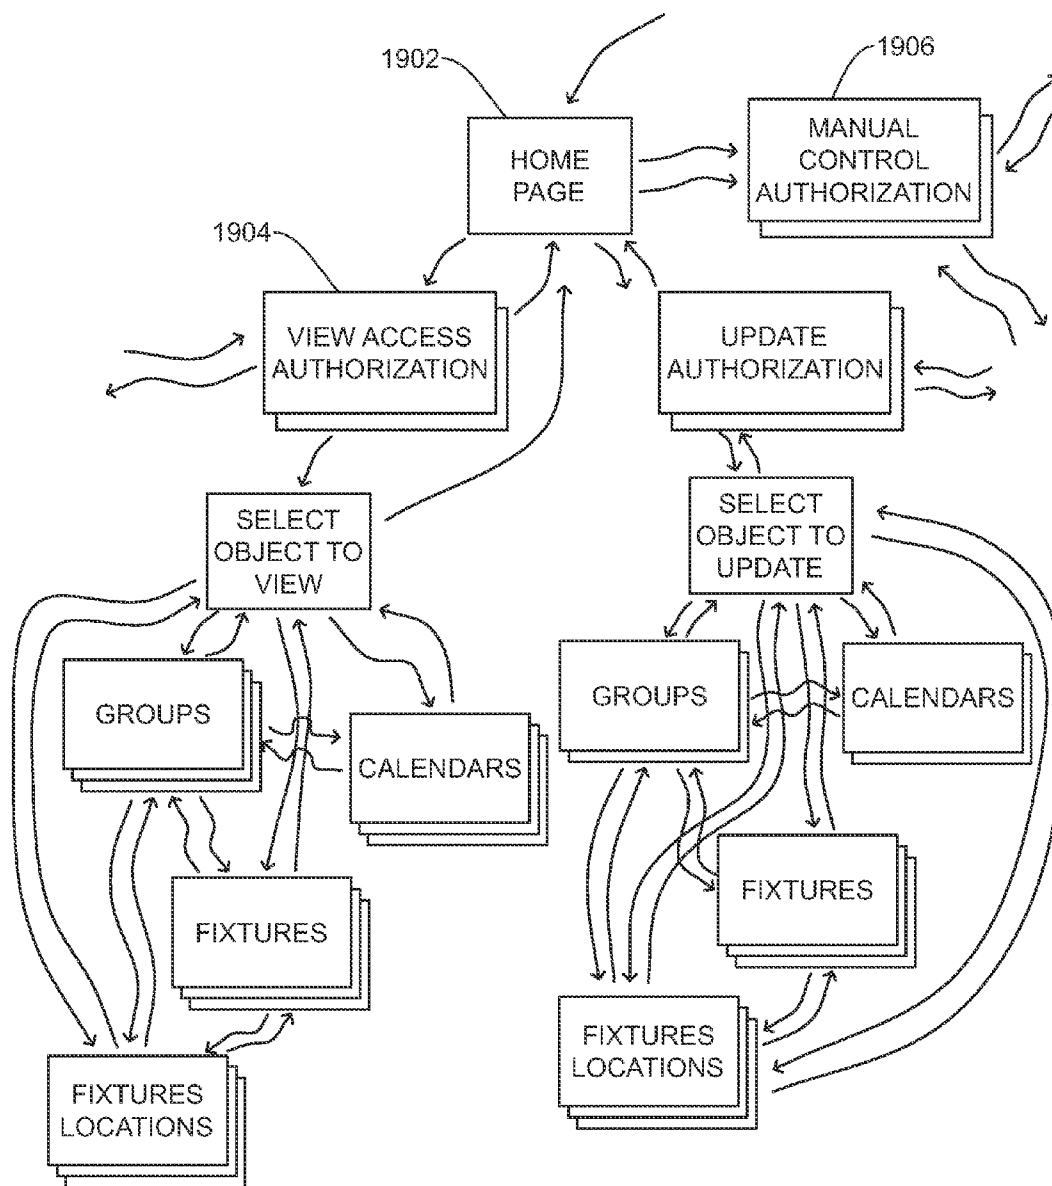 1902
1906
HOME
PAGE
MANUAL
CONTROL
AUTHORIZATION
1904
VIEW ACCESS
AUTHORIZATION
UPDATE
AUTHORIZATION
SELECT
OBJECT TO
VIEW
SELECT
OBJECT TO
UPDATE
GROUPS
CALENDARS
FIXTURES
FIXTURES
LOCATIONS
GROUPS
CALENDARS
FIXTURES
FIXTURES
LOCATIONS